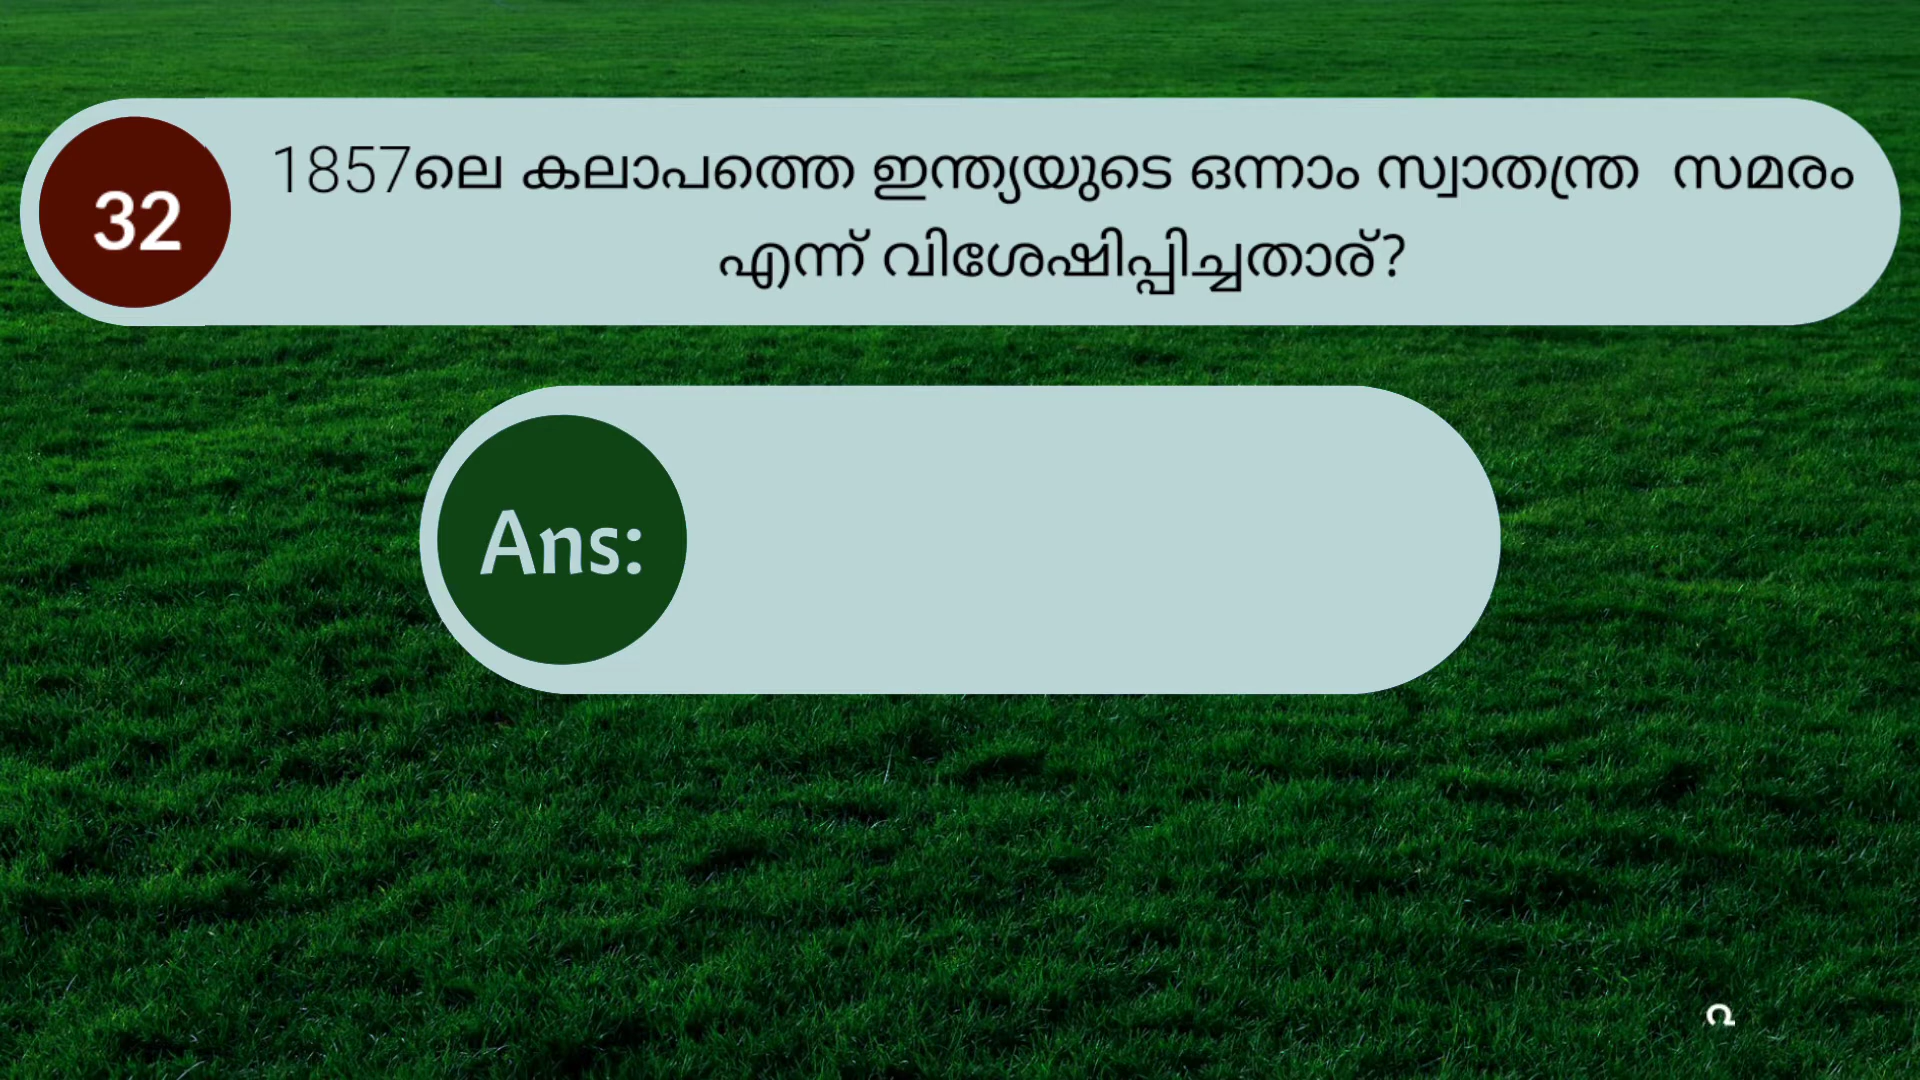 32
1857ലെ കലാപത്തെ ഇന്ത്യയുടെ ഒന്നാം സ്വാതന്ത്ര സമരം
എന്ന് വിശേഷിപ്പിച്ചതാര്?
Ans:
റ